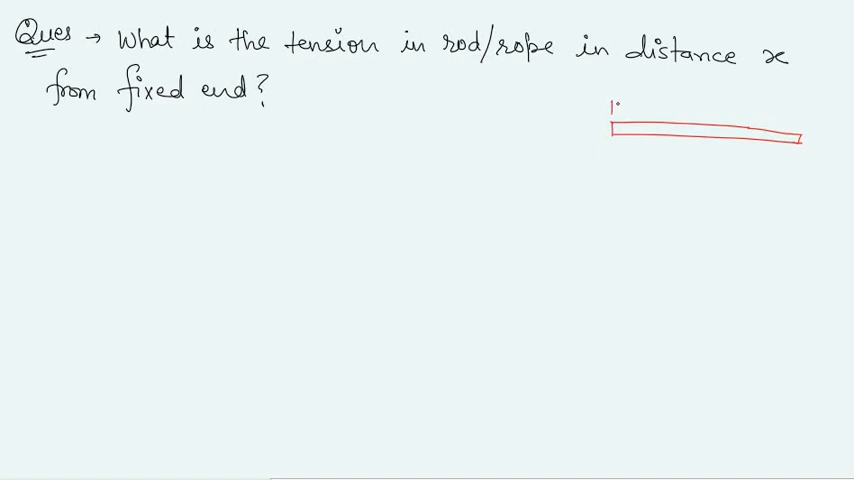 Ques → What is the tension in rod/rope in distance x
from fixed end?